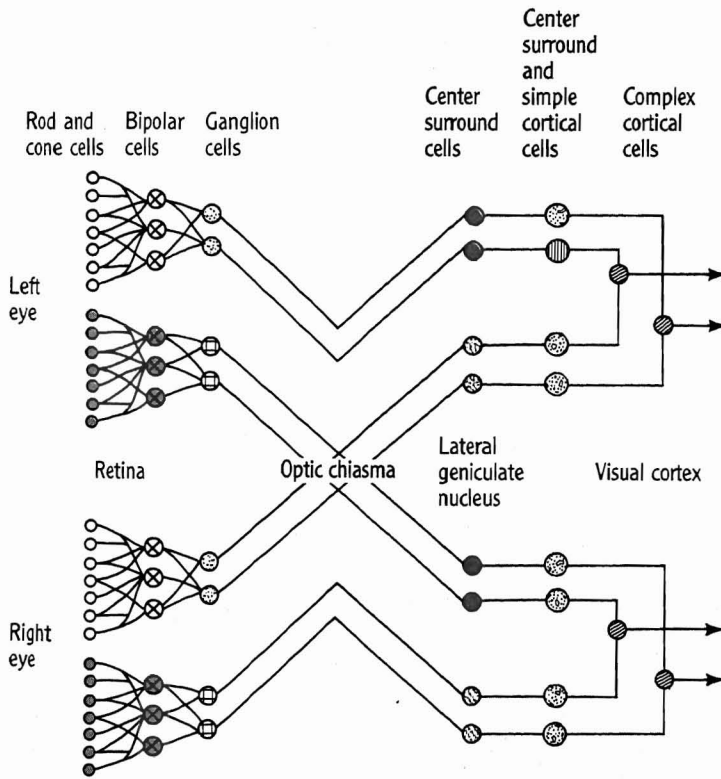 Rod and
cone cells
Bipolar
cells
Ganglion
cells
Center
surround
cells
Center
surround
and
simple
cortical
cells
Complex
cortical
cells
Left
eye
Retina
Optic chiasma
Lateral
geniculate
nucleus
Visual cortex
Right
eye